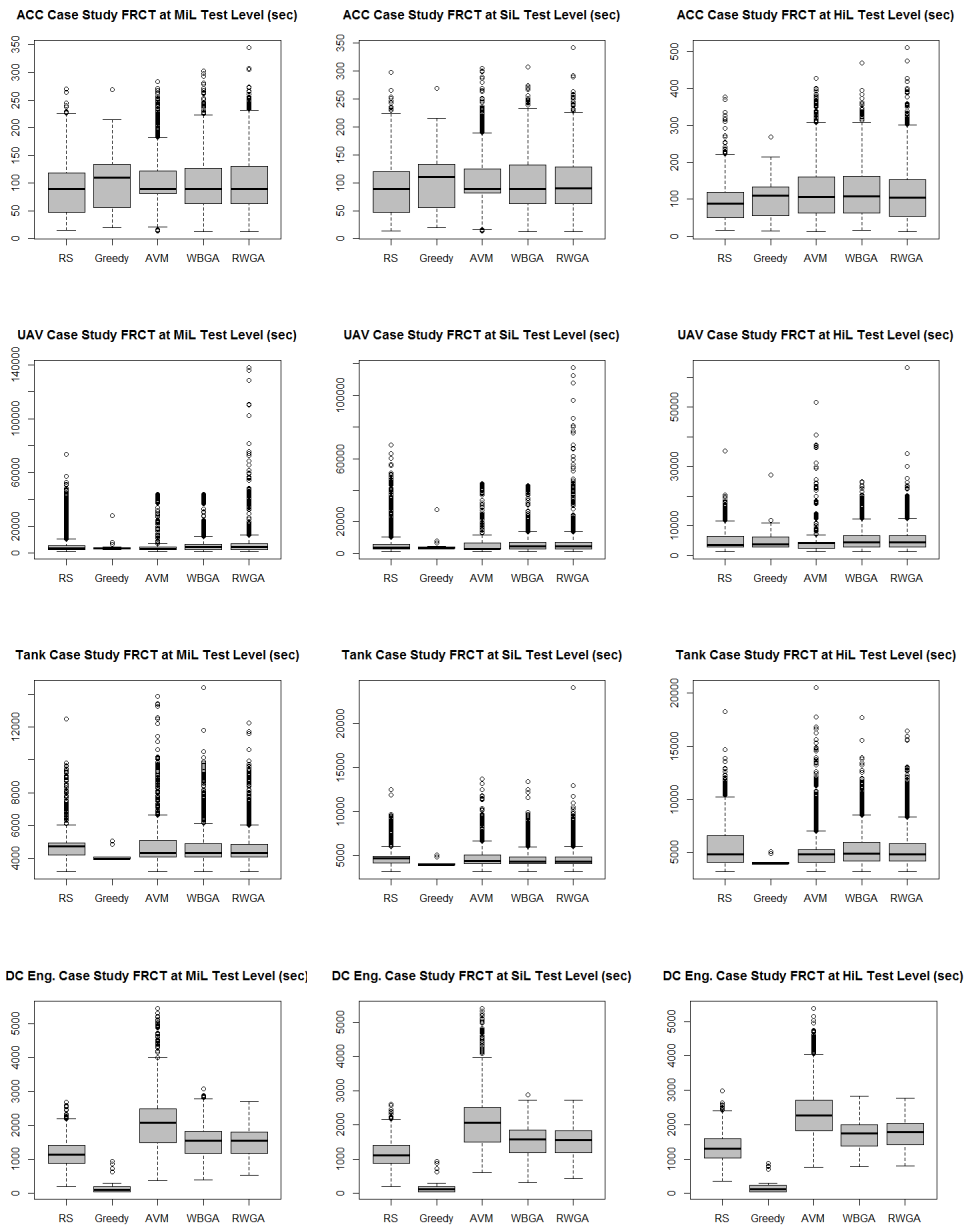 ACC Case Study FRCT at MiL Test Level (sec)
ACC Case Study FRCT at SiL Test Level (sec)
ACC Case Study FRCT at HiL Test Level (sec)
0 50 100 150 200 250 300 350
0 50 100 150 200 250 300 350
0 100 200 300 400 500
RS Greedy AVM WBGA RWGA
RS Greedy AVM WBGA RWGA
RS Greedy AVM WBGA RWGA
UAV Case Study FRCT at MiL Test Level (sec)
UAV Case Study FRCT at SiL Test Level (sec)
UAV Case Study FRCT at HiL Test Level (sec)
0 20000 60000 100000 140000
0 20000 60000 100000
0 10000 30000 50000
RS Greedy AVM WBGA RWGA
RS Greedy AVM WBGA RWGA
RS Greedy AVM WBGA RWGA
Tank Case Study FRCT at MiL Test Level (sec)
Tank Case Study FRCT at SiL Test Level (sec)
Tank Case Study FRCT at HiL Test Level (sec)
4000 6000 8000 12000
5000 10000 15000 20000
5000 10000 15000 20000
RS Greedy AVM WBGA RWGA
RS Greedy AVM WBGA RWGA
RS Greedy AVM WBGA RWGA
DC Eng. Case Study FRCT at MiL Test Level (sec)
DC Eng. Case Study FRCT at SiL Test Level (sec)
DC Eng. Case Study FRCT at HiL Test Level (sec)
0 1000 2000 3000 4000 5000
0 1000 2000 3000 4000 5000
0 1000 2000 3000 4000 5000
RS Greedy AVM WBGA RWGA
RS Greedy AVM WBGA RWGA
RS Greedy AVM WBGA RWGA